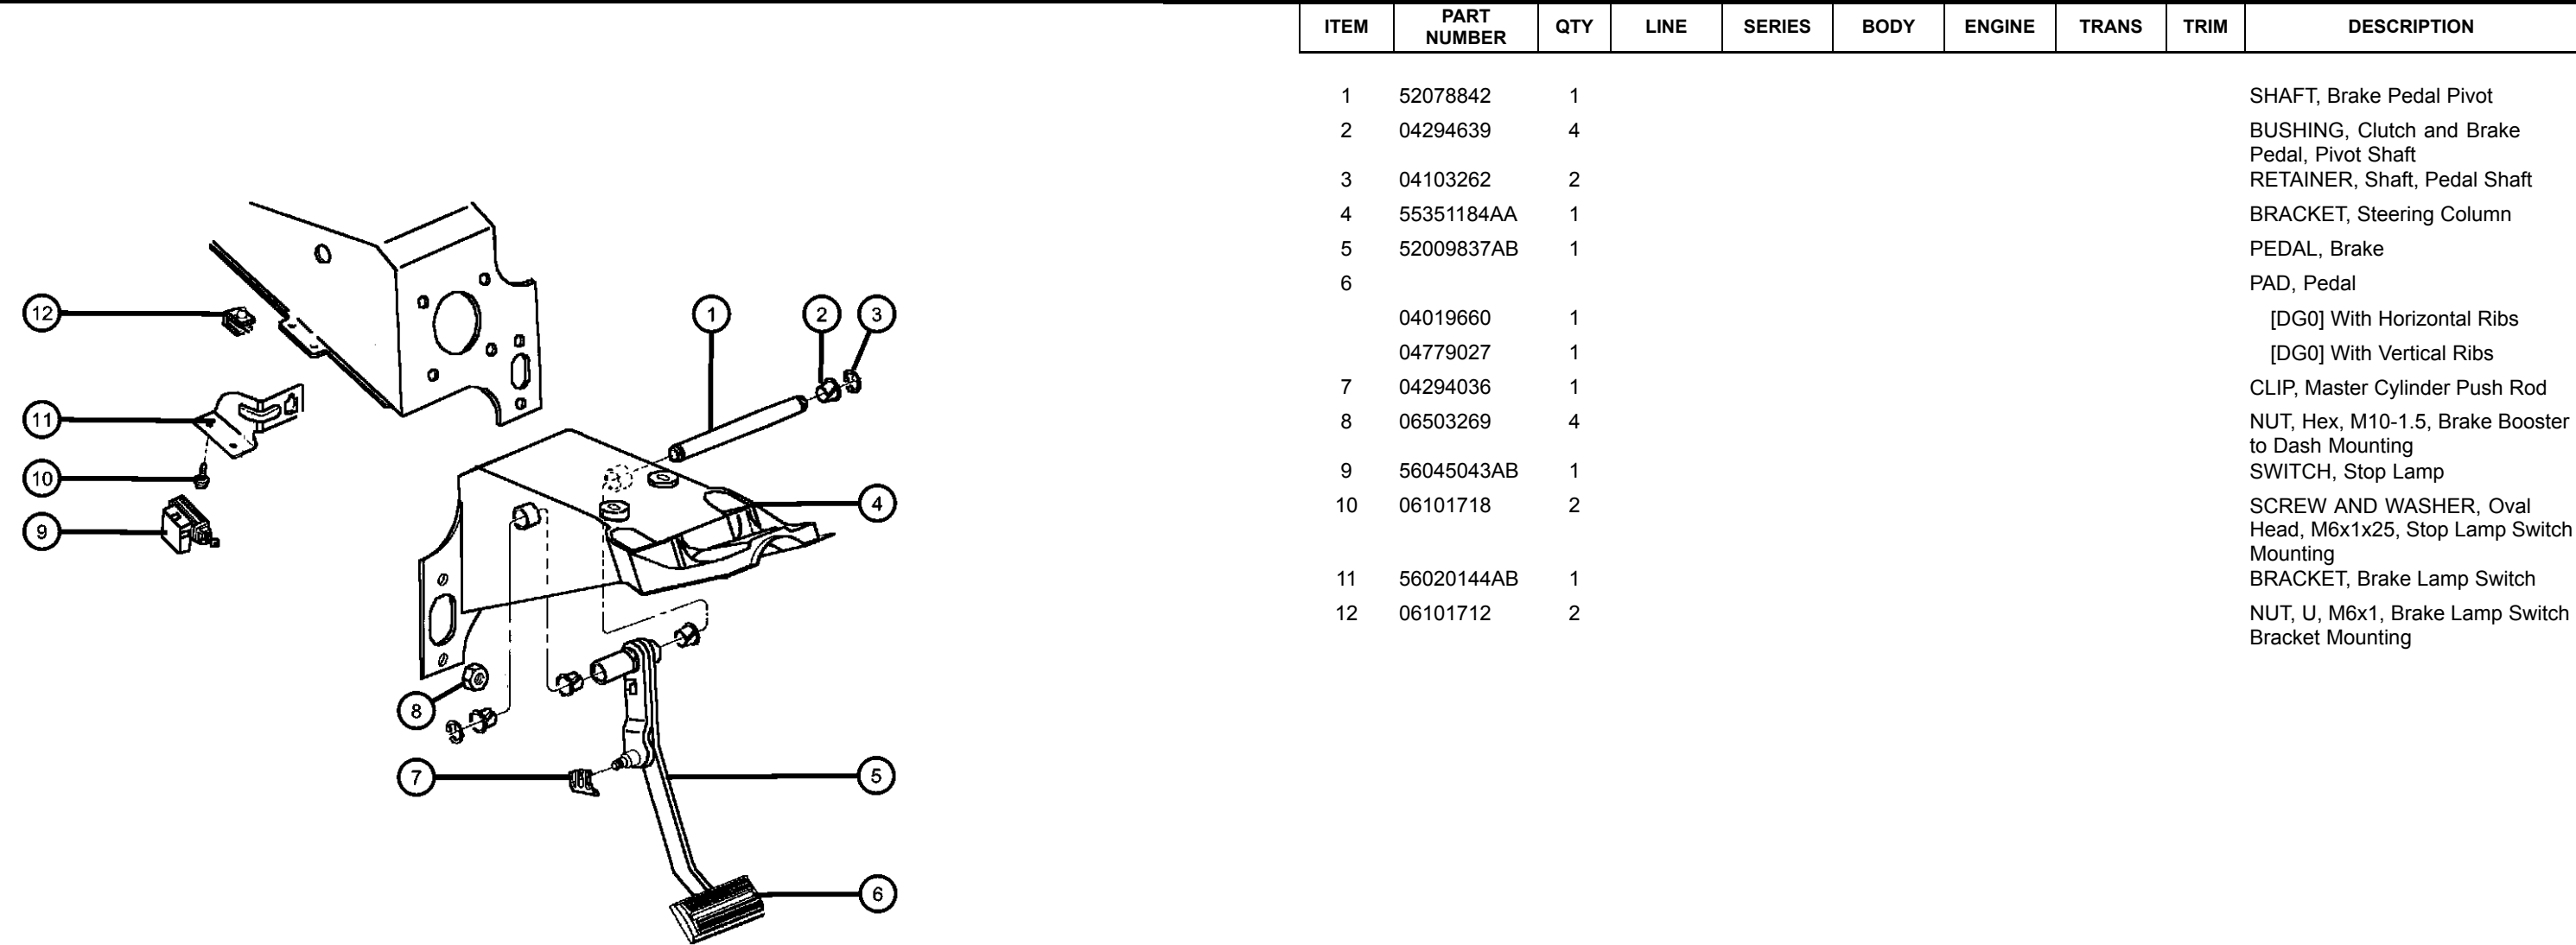 ITEM PART NUMBER QTY LINE SERIES BODY ENGINE TRANS TRIM DESCRIPTION
1 52078842 1 SHAFT, Brake Pedal Pivot
2 04294639 4 BUSHING, Clutch and Brake
Pedal, Pivot Shaft
3 04103262 2 RETAINER, Shaft, Pedal Shaft
4 55351184AA 1 BRACKET, Steering Column
5 52009837AB 1 PEDAL, Brake
6 PAD, Pedal
04019660 1 [DG0] With Horizontal Ribs
04779027 1 [DG0] With Vertical Ribs
7 04294036 1 CLIP, Master Cylinder Push Rod
8 06503269 4 NUT, Hex, M10-1.5, Brake Booster
to Dash Mounting
9 56045043AB 1 SWITCH, Stop Lamp
10 06101718 2 SCREW AND WASHER, Oval
Head, M6x1x25, Stop Lamp Switch
Mounting
11 56020144AB 1 BRACKET, Brake Lamp Switch
12 06101712 2 NUT, U, M6x1, Brake Lamp Switch
Bracket Mounting
12
1
2
3
11
10
9
4
8
7
5
6